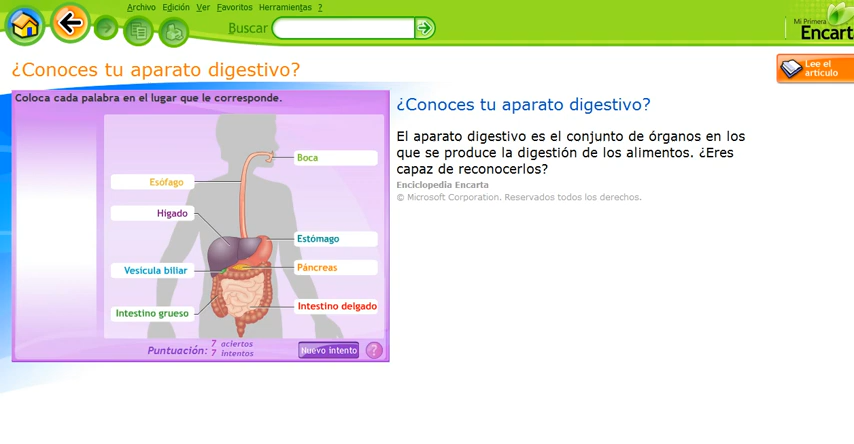 Archivo Edición Ver Favoritos Herramientas ?
Buscar
Mi Primera
Encart
¿Conoces tu aparato digestivo?
Lee el
artículo
Coloca cada palabra en el lugar que le corresponde.
Boca
Esófago
Hígado
Estómago
Páncreas
Vesícula biliar
Intestino delgado
Intestino grueso
Puntuación: 7 aciertos
7 intentos
Nuevo intento
?
¿Conoces tu aparato digestivo?
El aparato digestivo es el conjunto de órganos en los
que se produce la digestión de los alimentos. ¿Eres
capaz de reconocerlos?
Enciclopedia Encarta
© Microsoft Corporation. Reservados todos los derechos.